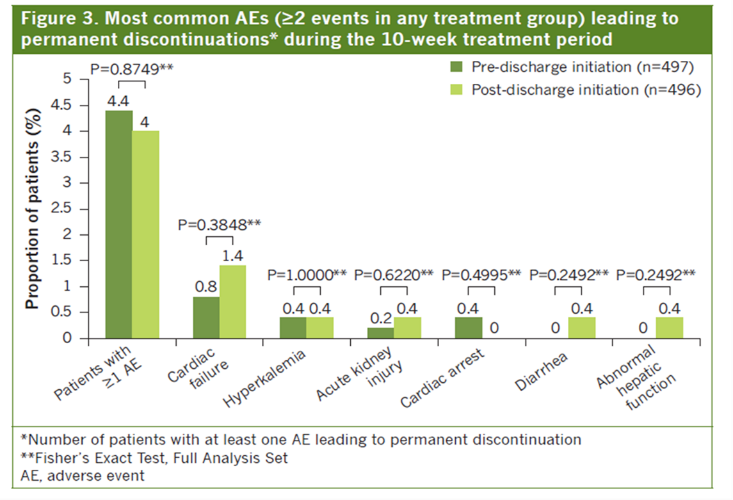 Figure 3. Most common AEs (≥2 events in any treatment group) leading to
permanent discontinuations* during the 10-week treatment period
Pre-discharge initiation (n=497)
Post-discharge initiation (n=496)
Proportion of patients (%)
5
4.5
4
3.5
3
2.5
2
1.5
1
0.5
0
P=0.8749**
4.4
4
P=0.3848**
0.8
1.4
P=1.0000**
0.4
0.4
P=0.6220**
0.2
0.4
P=0.4995**
0.4
0
P=0.2492**
0
0.4
P=0.2492**
0
0.4
Patients with
≥1 AE
Cardiac
failure
Hyperkalemia
Acute kidney
injury
Cardiac arrest
Diarrhea
Abnormal
hepatic
function
*Number of patients with at least one AE leading to permanent discontinuation
**Fisher's Exact Test, Full Analysis Set
AE, adverse event